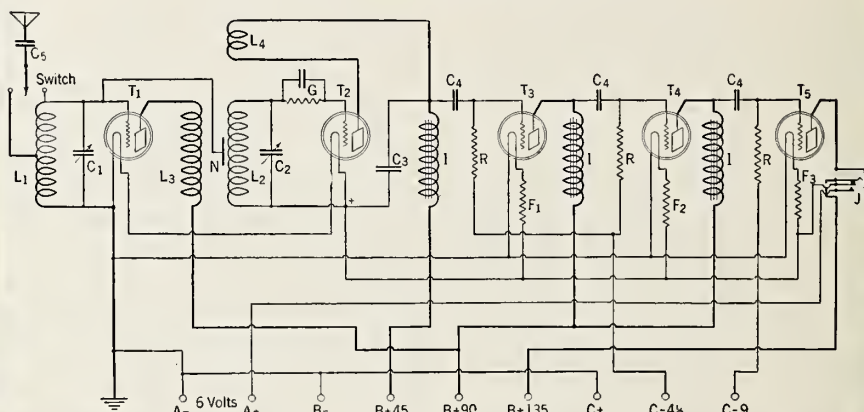 C5
Switch
L4
T1
G
T2
C4
T3
C4
T4
C4
T5
L1
C1
L3
N
L2
C2
C3
l
R
l
R
l
R
F1
F2
F3
J
+
A- 6 Volts A+ B- B+45 B+90 B+135 C+ C-4½ C-9